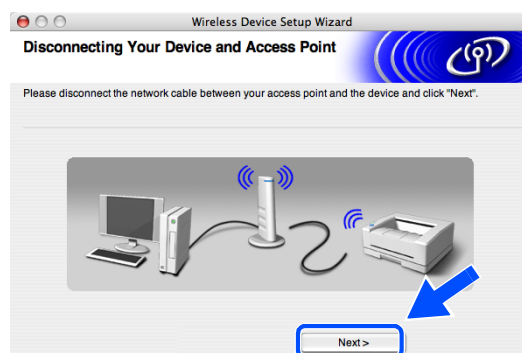 Wireless Device Setup Wizard
Disconnecting Your Device and Access Point
Please disconnect the network cable between your access point and the device and click "Next".
Next >